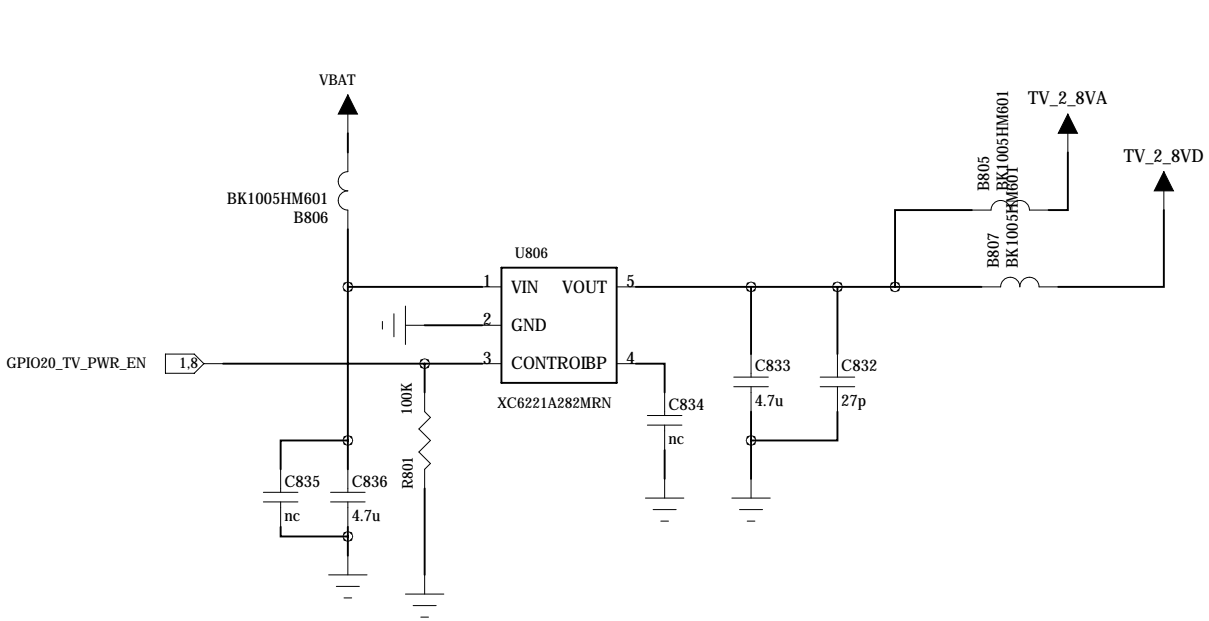 VBAT
TV_2_8VA
TV_2_8VD
B805
BK1005HM601
BK1005HM601
B806
B807
BK1005HM601
U806
1
VIN
VOUT
5
2
GND
GPIO20_TV_PWR_EN
1,8
3
CONTROIBP
4
XC6221A282MRN
100K
R801
C833
4.7u
C832
27p
C834
nc
C835
nc
C836
4.7u